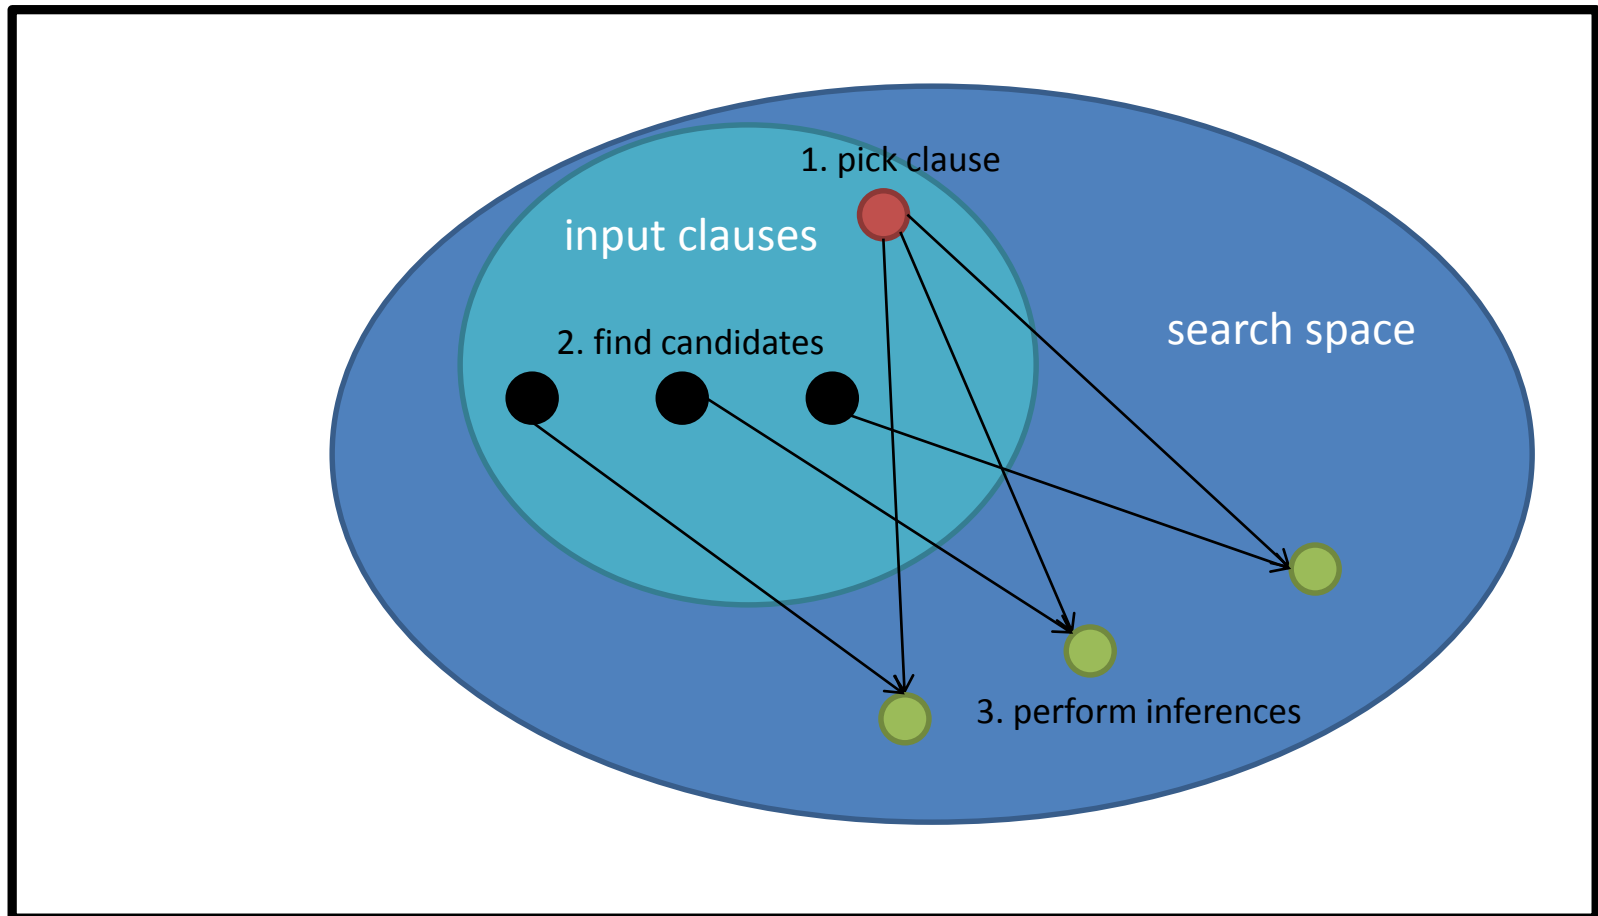 1. pick clause
input clauses
search space
2. find candidates
3. perform inferences